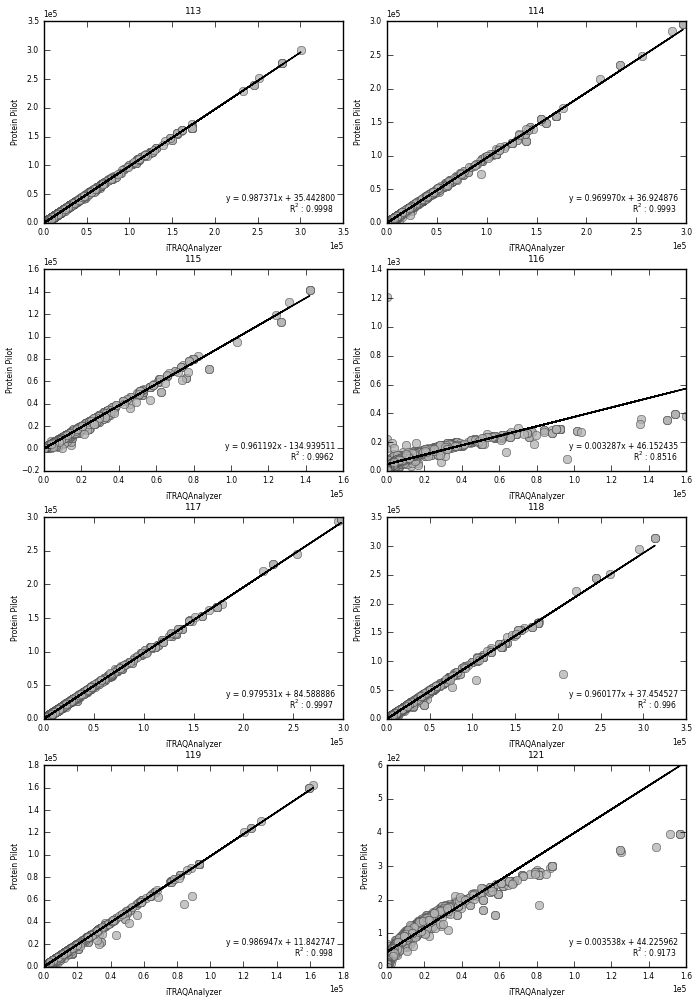 113
1e5
3.5
3.0
2.5
2.0
1.5
1.0
0.5
0.0
Protein Pilot
y = 0.987371x + 35.442800
R² : 0.9998
0.0 0.5 1.0 1.5 2.0 2.5 3.0 3.5
iTRAQAnalyzer
1e5
114
1e5
3.0
2.5
2.0
1.5
1.0
0.5
0.0
Protein Pilot
y = 0.969970x + 36.924876
R² : 0.9993
0.0 0.5 1.0 1.5 2.0 2.5 3.0
iTRAQAnalyzer
1e5
115
1e5
1.6
1.4
1.2
1.0
0.8
0.6
0.4
0.2
0.0
−0.2
Protein Pilot
y = 0.961192x - 134.939511
R² : 0.9962
0.0 0.2 0.4 0.6 0.8 1.0 1.2 1.4 1.6
iTRAQAnalyzer
1e5
116
1e3
1.4
1.2
1.0
0.8
0.6
0.4
0.2
0.0
Protein Pilot
y = 0.003287x + 46.152435
R² : 0.8516
0.0 0.2 0.4 0.6 0.8 1.0 1.2 1.4 1.6
iTRAQAnalyzer
1e5
117
1e5
3.0
2.5
2.0
1.5
1.0
0.5
0.0
Protein Pilot
y = 0.979531x + 84.588886
R² : 0.9997
0.0 0.5 1.0 1.5 2.0 2.5 3.0
iTRAQAnalyzer
1e5
118
1e5
3.5
3.0
2.5
2.0
1.5
1.0
0.5
0.0
Protein Pilot
y = 0.960177x + 37.454527
R² : 0.996
0.0 0.5 1.0 1.5 2.0 2.5 3.0 3.5
iTRAQAnalyzer
1e5
119
1e5
1.8
1.6
1.4
1.2
1.0
0.8
0.6
0.4
0.2
0.0
Protein Pilot
y = 0.986947x + 11.842747
R² : 0.998
0.0 0.2 0.4 0.6 0.8 1.0 1.2 1.4 1.6 1.8
iTRAQAnalyzer
1e5
121
1e2
6
5
4
3
2
1
0
Protein Pilot
y = 0.003538x + 44.225962
R² : 0.9173
0.0 0.2 0.4 0.6 0.8 1.0 1.2 1.4 1.6
iTRAQAnalyzer
1e5